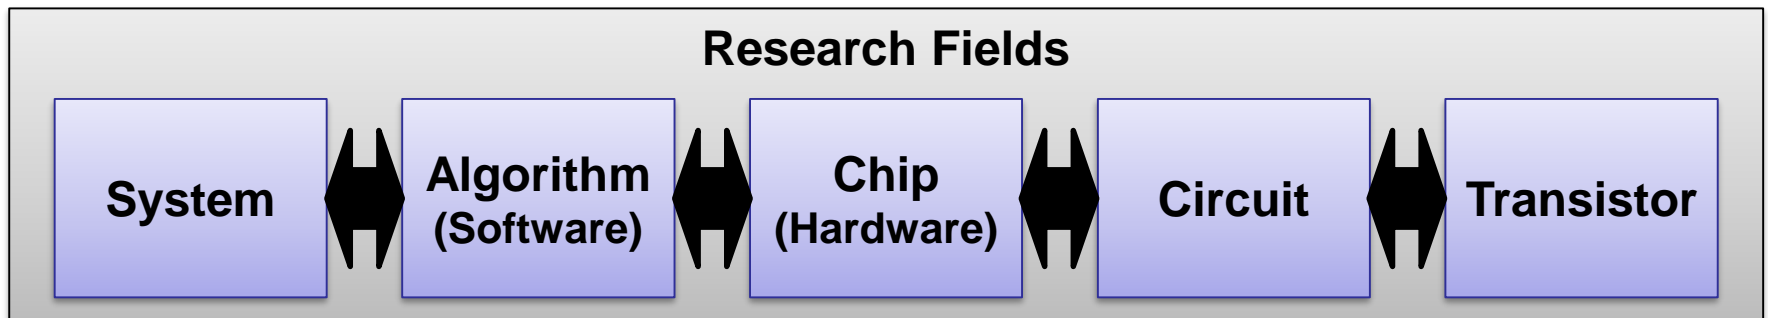 Research Fields
System
Algorithm
(Software)
Chip
(Hardware)
Circuit
Transistor